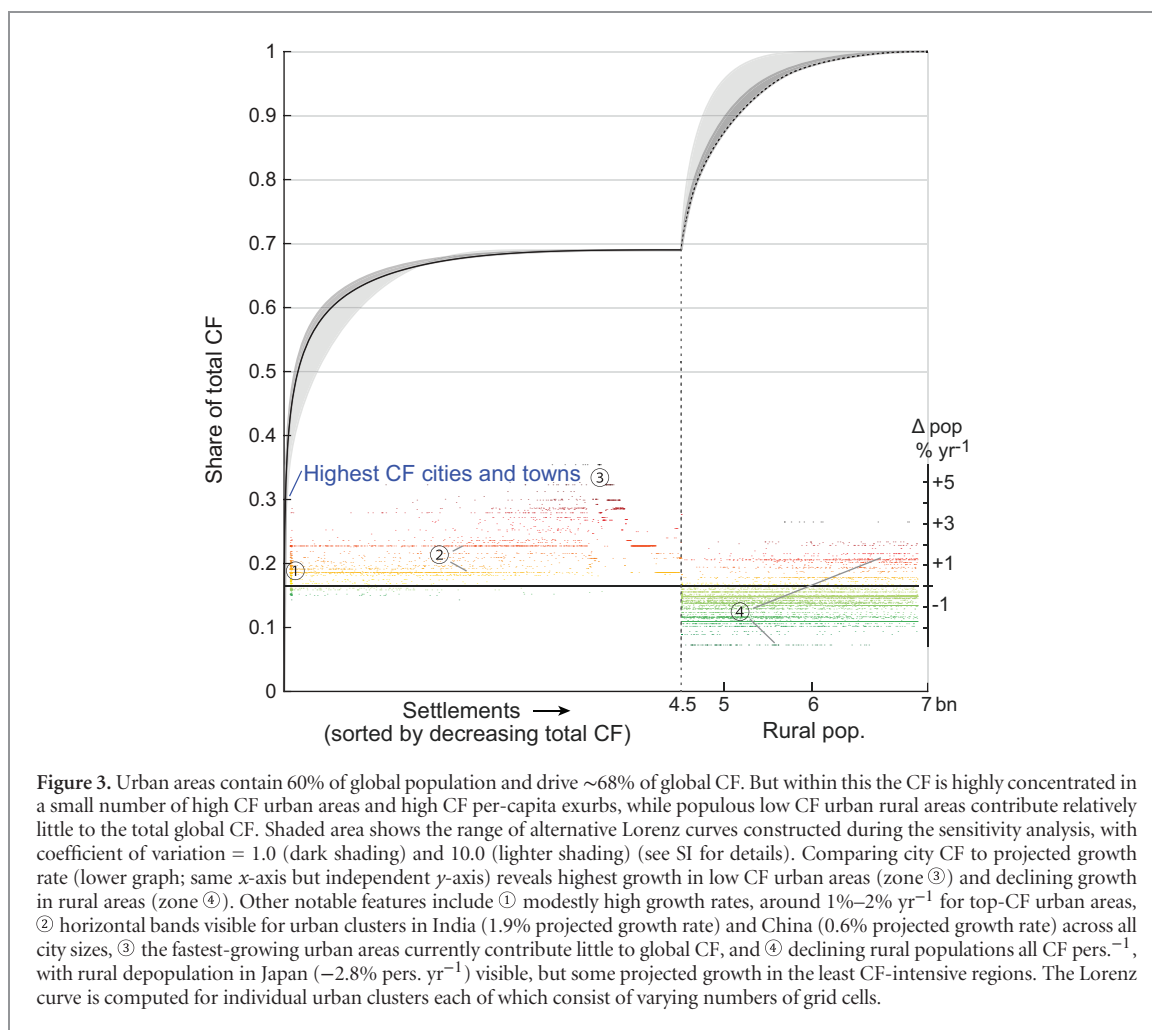 1
0.9
0.8
0.7
0.6
0.5
0.4
0.3
0.2
0.1
0
Share of total CF
Highest CF cities and towns ③
①
②
④
Δ pop
% yr⁻¹
+5
+3
+1
-1
Settlements →
(sorted by decreasing total CF)
4.5 5 6 7 bn
Rural pop.
Figure 3. Urban areas contain 60% of global population and drive ~68% of global CF. But within this the CF is highly concentrated in
a small number of high CF urban areas and high CF per-capita exurbs, while populous low CF urban rural areas contribute relatively
little to the total global CF. Shaded area shows the range of alternative Lorenz curves constructed during the sensitivity analysis, with
coefficient of variation = 1.0 (dark shading) and 10.0 (lighter shading) (see SI for details). Comparing city CF to projected growth
rate (lower graph; same x-axis but independent y-axis) reveals highest growth in low CF urban areas (zone ③) and declining growth
in rural areas (zone ④). Other notable features include ① modestly high growth rates, around 1%–2% yr⁻¹ for top-CF urban areas,
② horizontal bands visible for urban clusters in India (1.9% projected growth rate) and China (0.6% projected growth rate) across all
city sizes, ③ the fastest-growing urban areas currently contribute little to global CF, and ④ declining rural populations all CF pers.⁻¹,
with rural depopulation in Japan (−2.8% pers. yr⁻¹) visible, but some projected growth in the least CF-intensive regions. The Lorenz
curve is computed for individual urban clusters each of which consist of varying numbers of grid cells.